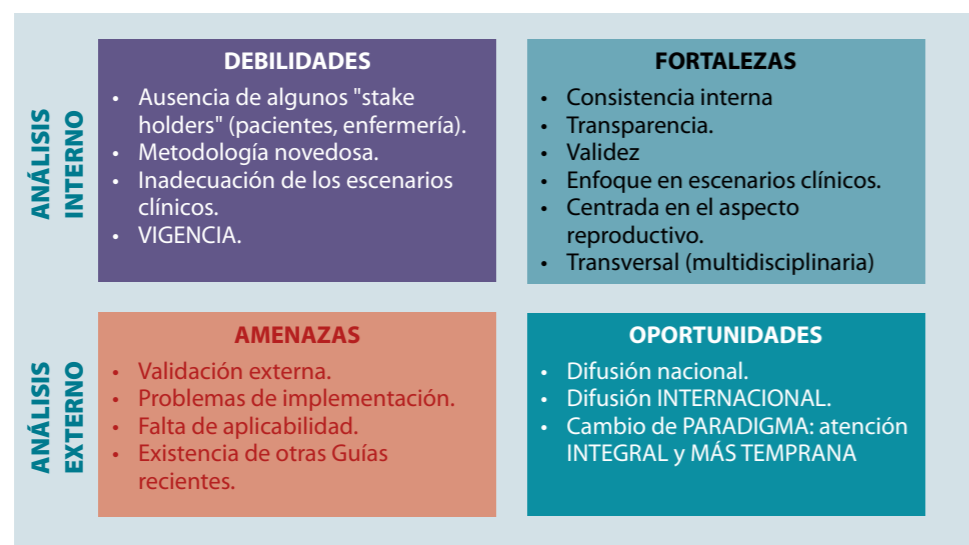 ANÁLISIS
INTERNO
DEBILIDADES
• Ausencia de algunos "stake
holders" (pacientes, enfermería).
• Metodología novedosa.
• Inadecuación de los escenarios
clínicos.
• VIGENCIA.
FORTALEZAS
• Consistencia interna
• Transparencia.
• Validez
• Enfoque en escenarios clínicos.
• Centrada en el aspecto
reproductivo.
• Transversal (multidisciplinaria)
ANÁLISIS
EXTERNO
AMENAZAS
• Validación externa.
• Problemas de implementación.
• Falta de aplicabilidad.
• Existencia de otras Guías
recientes.
OPORTUNIDADES
• Difusión nacional.
• Difusión INTERNACIONAL.
• Cambio de PARADIGMA: atención
INTEGRAL y MÁS TEMPRANA